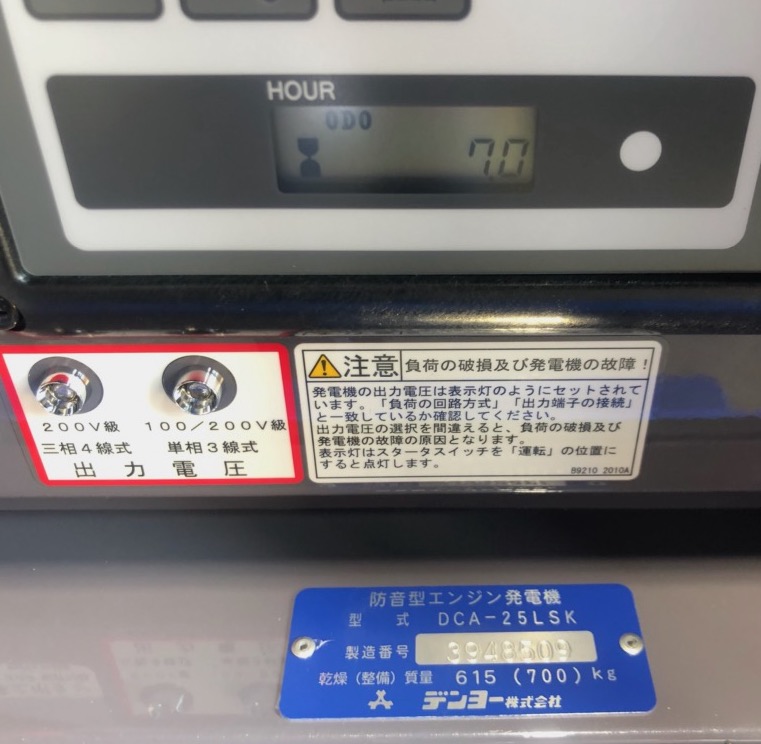 HOUR
ODO
7.0
200V級
100/200V級
三相4線式
単相3線式
出力電圧
注意
負荷の破損及び発電機の故障!
発電機の出力電圧は表示灯のようにセットされて
います。「負荷の回路方式」「出力端子の接続」
と一致しているか確認してください。
出力電圧の選択を間違えると、負荷の破損及び
発電機の故障の原因となります。
表示灯はスタータスイッチを「運転」の位置に
すると点灯します。
B9210 2010A
防音型エンジン発電機
型式 DCA-25LSK
製造番号 3948509
乾燥(整備)質量 615(700)kg
デンヨー株式会社